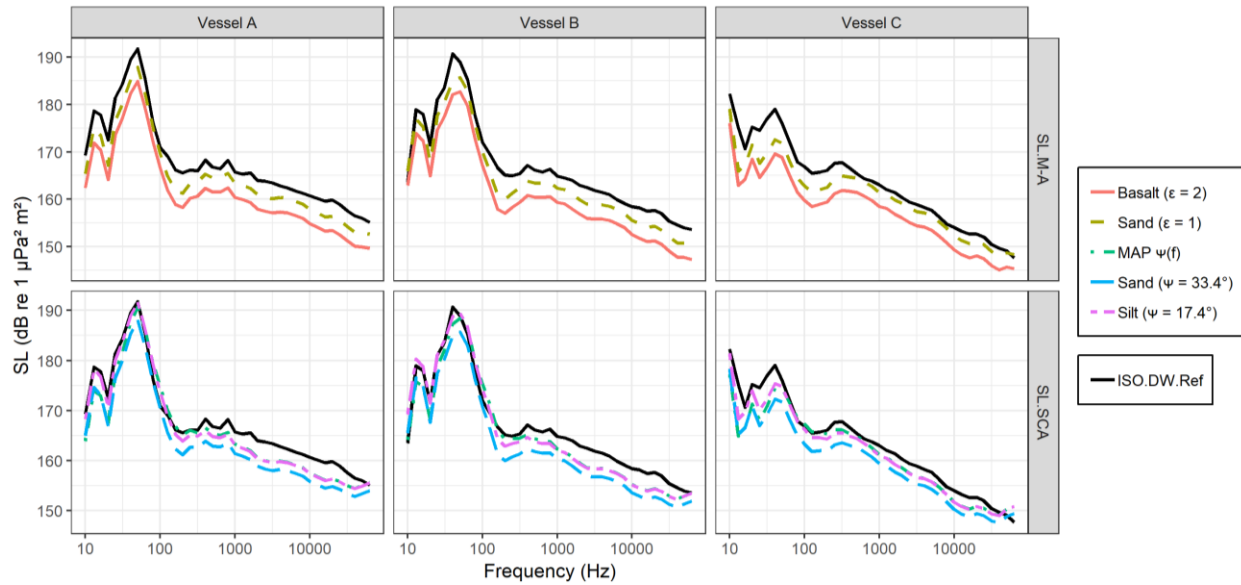 Vessel A Vessel B Vessel C
190
180
170
160
150
SL.M-A
190
180
170
160
150
SL.SCA
SL (dB re 1 μPa² m²)
10 100 1000 10000 10 100 1000 10000 10 100 1000 10000
Frequency (Hz)
Basalt (ε = 2)
Sand (ε = 1)
MAP Ψ(f)
Sand (Ψ = 33.4°)
Silt (Ψ = 17.4°)
ISO.DW.Ref